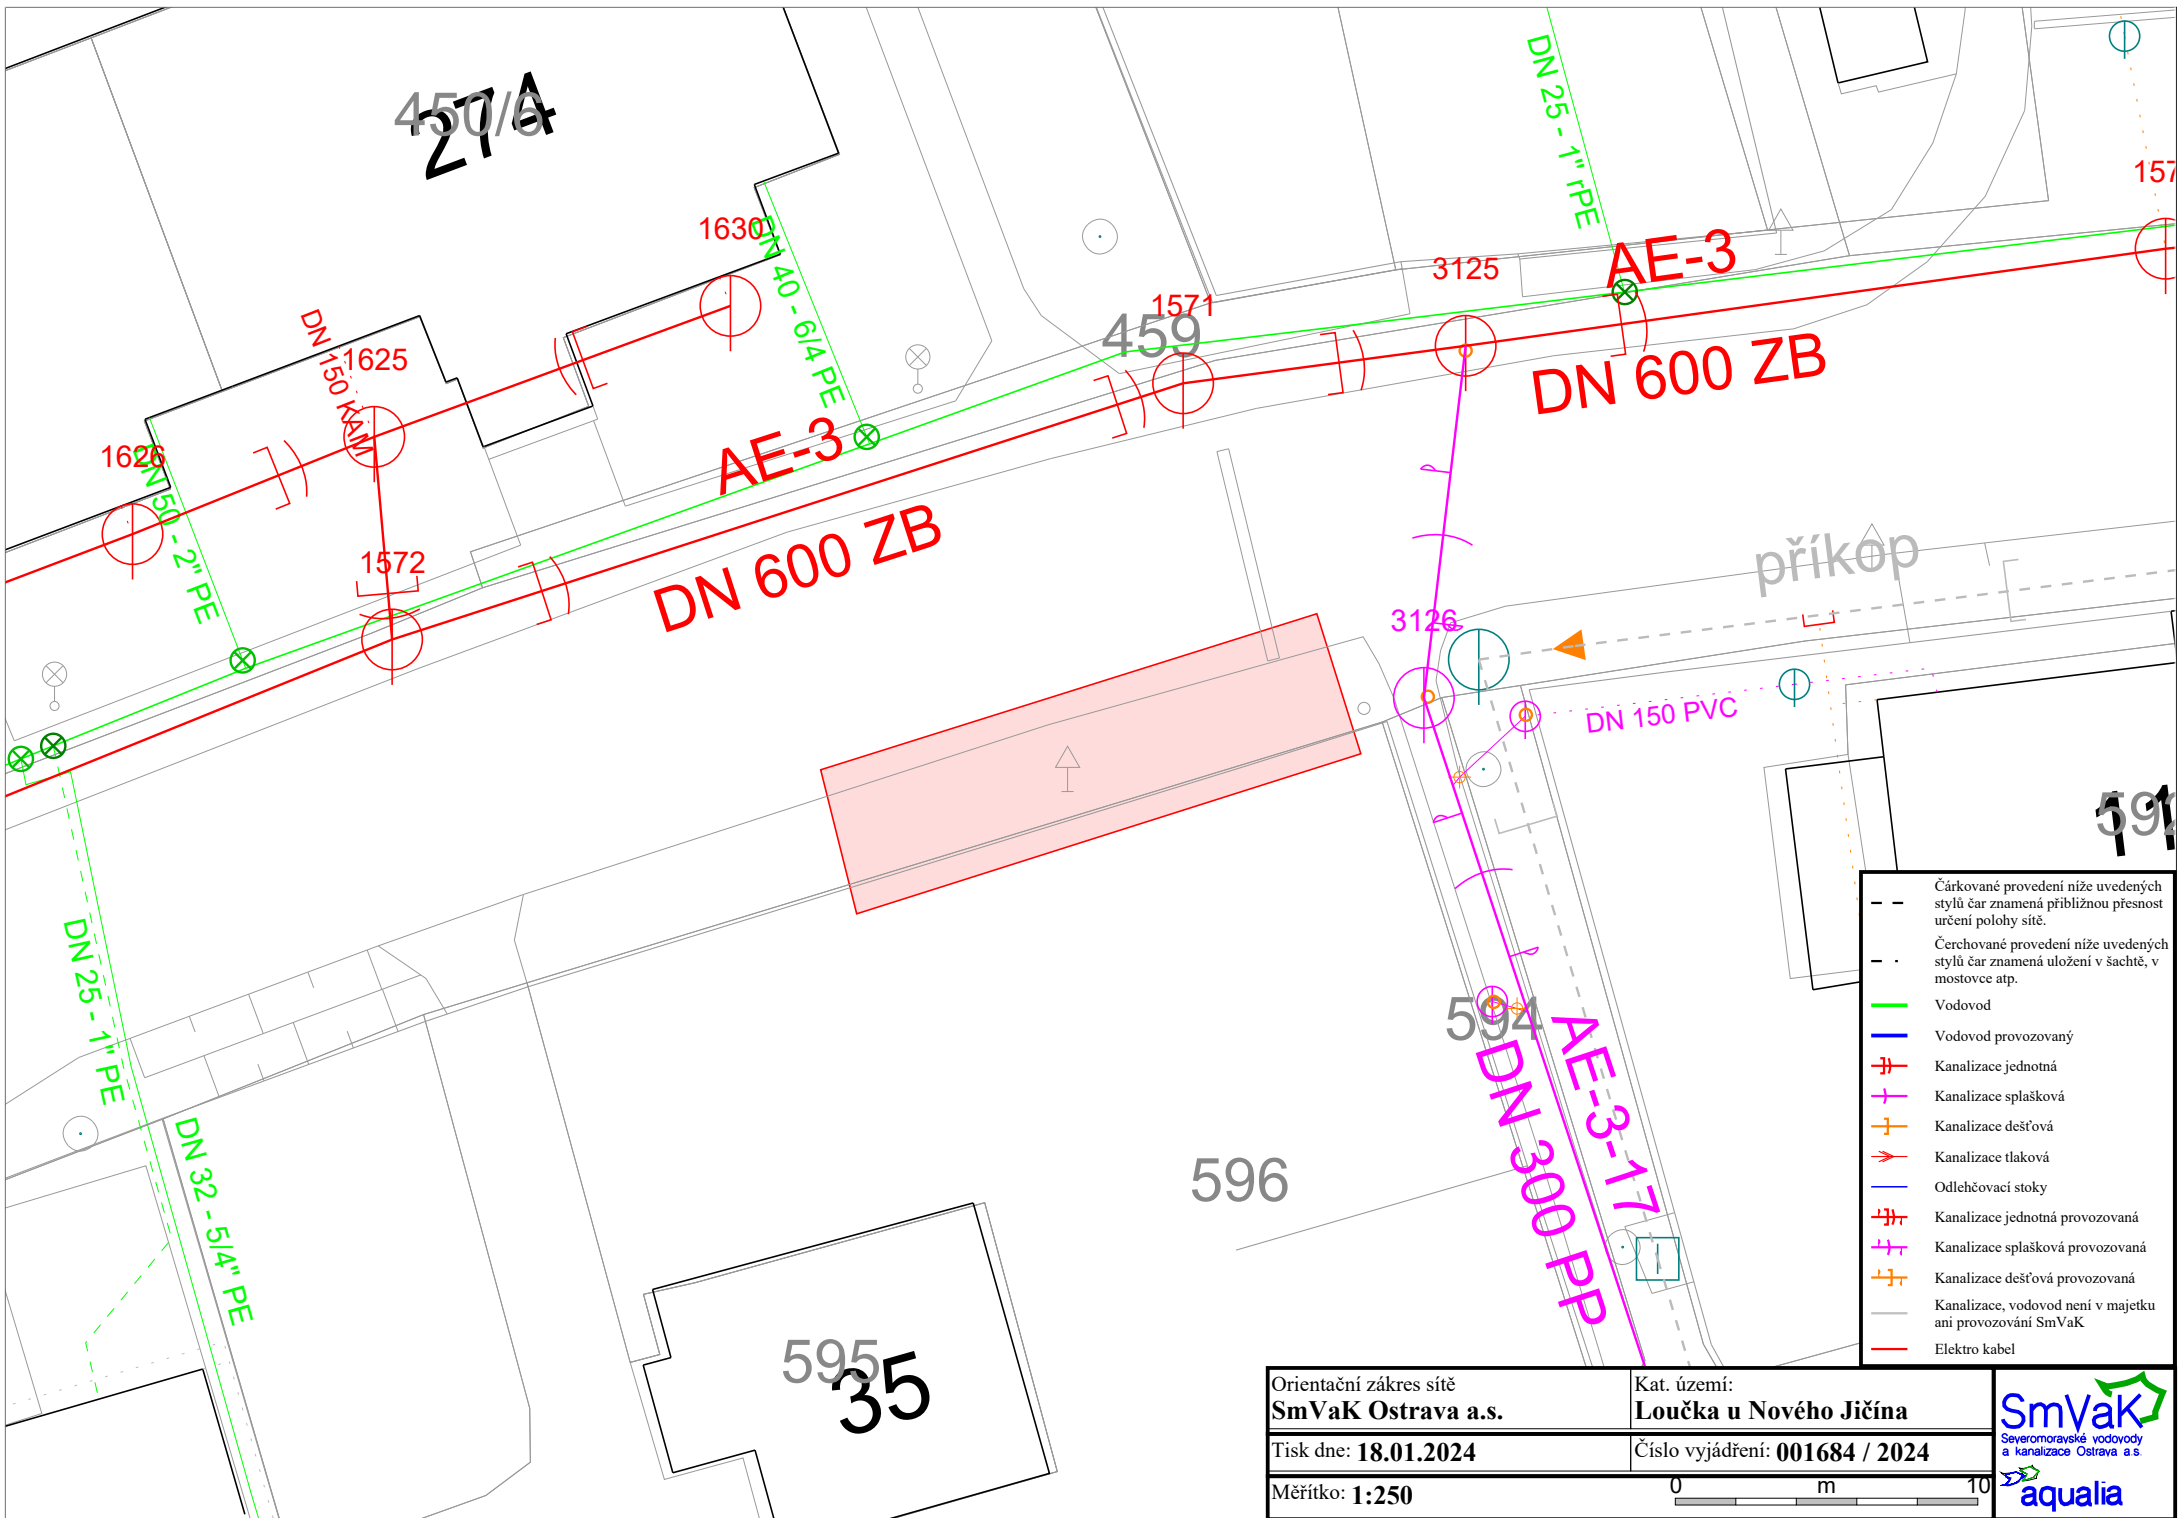 450/6
274
DN 25 - 1" rPE
157
1630
DN 40 - 6/4 PE
3125
AE-3
1571
459
DN 150 KAM
1625
DN 600 ZB
1626
AE-3
DN 50 - 2" PE
DN 600 ZB
1572
příkop
3126
DN 150 PVC
592
11
DN 25 - 1" PE
594
AE-3-17
DN 300 PP
DN 32 - 5/4" PE
596
595
35
Čárkované provedení níže uvedených
stylů čar znamená přibližnou přesnost
určení polohy sítě.
Čerchované provedení níže uvedených
stylů čar znamená uložení v šachtě, v
mostovce atp.
Vodovod
Vodovod provozovaný
Kanalizace jednotná
Kanalizace splašková
Kanalizace dešťová
Kanalizace tlaková
Odlehčovací stoky
Kanalizace jednotná provozovaná
Kanalizace splašková provozovaná
Kanalizace dešťová provozovaná
Kanalizace, vodovod není v majetku
ani provozování SmVaK
Elektro kabel
Orientační zákres sítě
SmVaK Ostrava a.s.
Kat. území:
Loučka u Nového Jičína
Tisk dne: 18.01.2024
Číslo vyjádření: 001684 / 2024
Měřítko: 1:250
0 m 10
SmVaK
Severomoravské vodovody
a kanalizace Ostrava a.s.
aqualia